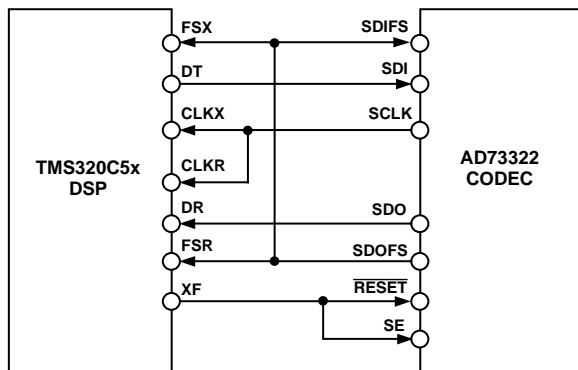 FSX
SDIFS
DT
SDI
CLKX
SCLK
TMS320C5x
DSP
CLKR
AD73322
CODEC
DR
SDO
FSR
SDOFS
XF
RESET
SE